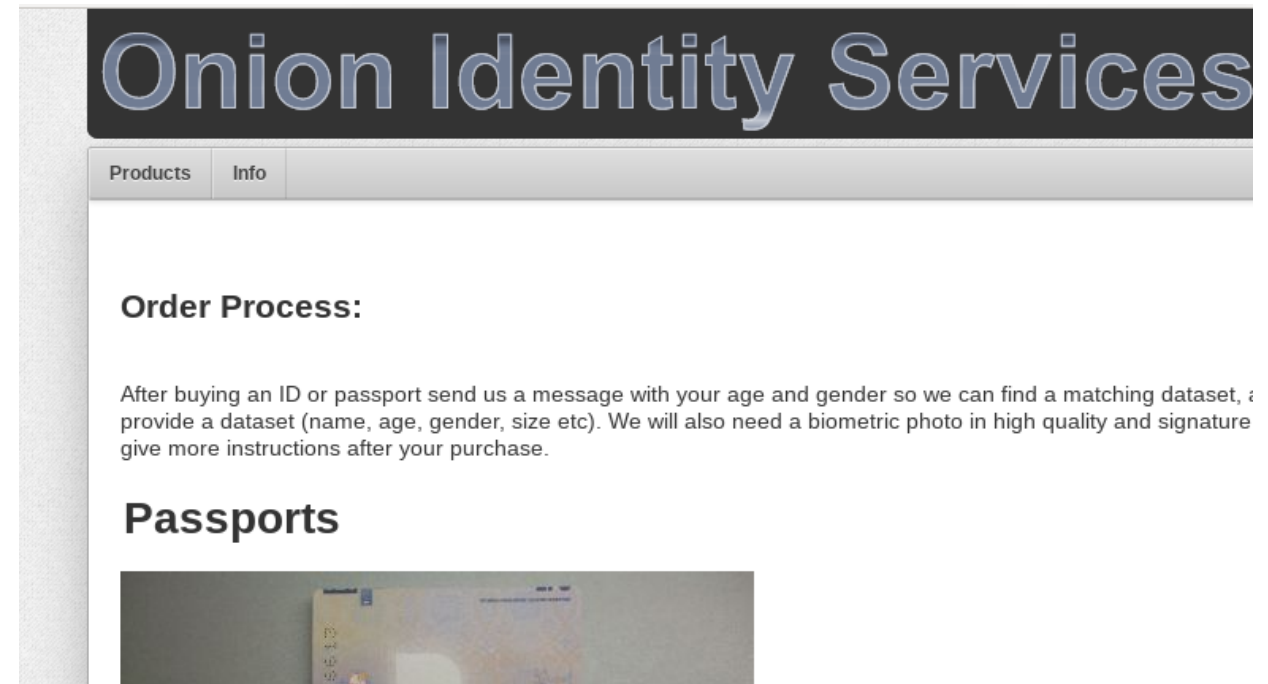 Onion Identity Services
Products Info
Order Process:
After buying an ID or passport send us a message with your age and gender so we can find a matching dataset,
provide a dataset (name, age, gender, size etc). We will also need a biometric photo in high quality and signature
give more instructions after your purchase.
Passports